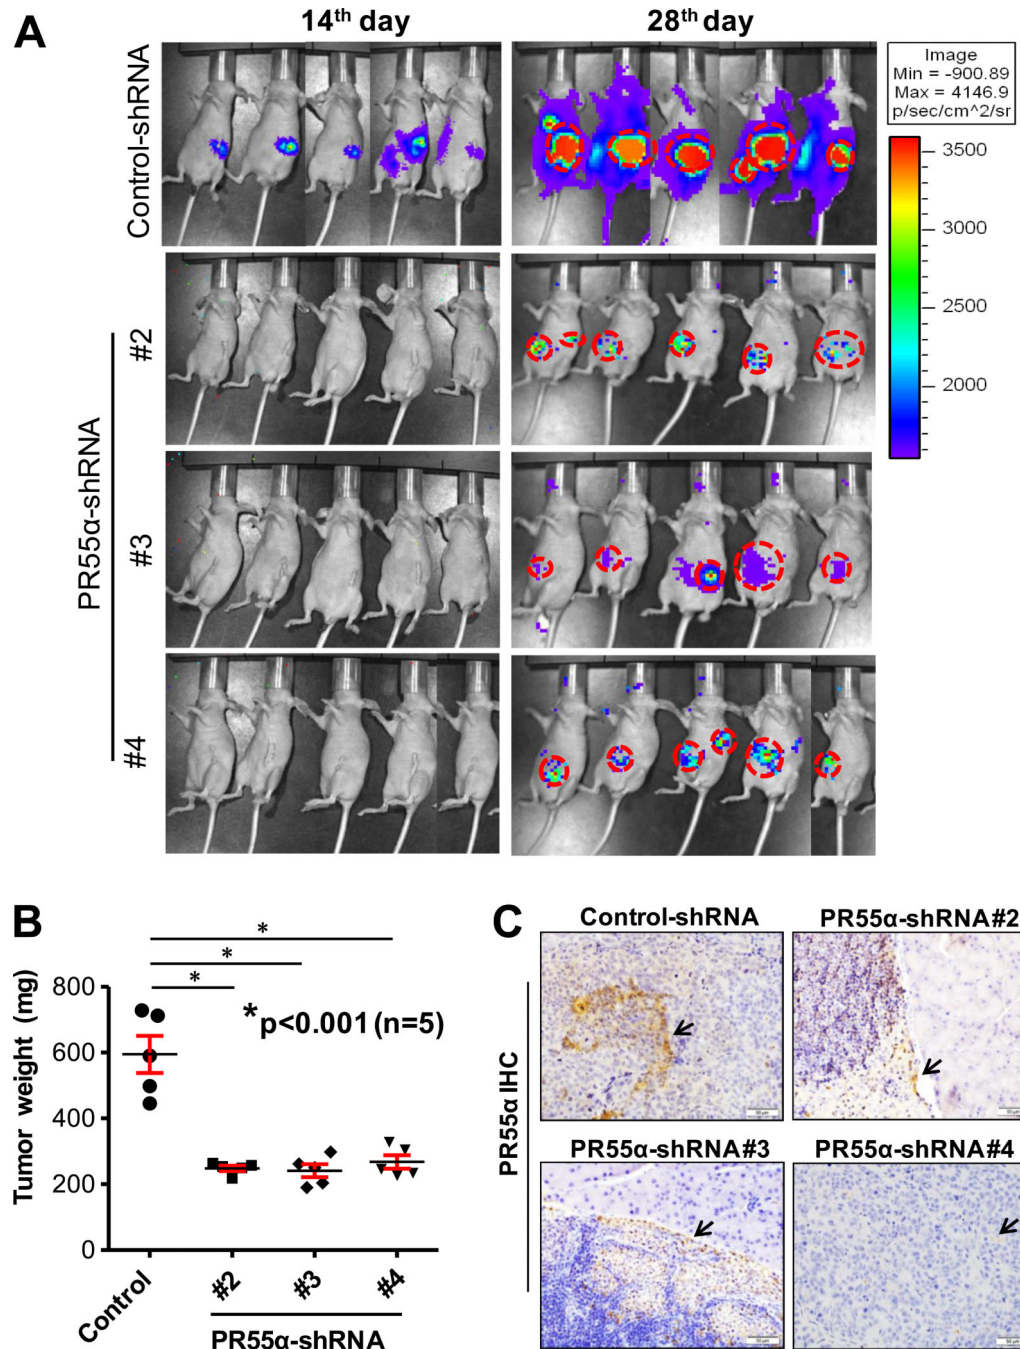 A
14th day
28th day
Control-shRNA
Image
Min = -900.89
Max = 4146.9
p/sec/cm^2/sr
3500
3000
2500
2000
PR55α-shRNA
#2
#3
#4
B
Tumor weight (mg)
800
600
400
200
0
*
*
*
*p<0.001 (n=5)
Control
#2
#3
#4
PR55α-shRNA
C
PR55α IHC
Control-shRNA
PR55α-shRNA#2
PR55α-shRNA#3
PR55α-shRNA#4